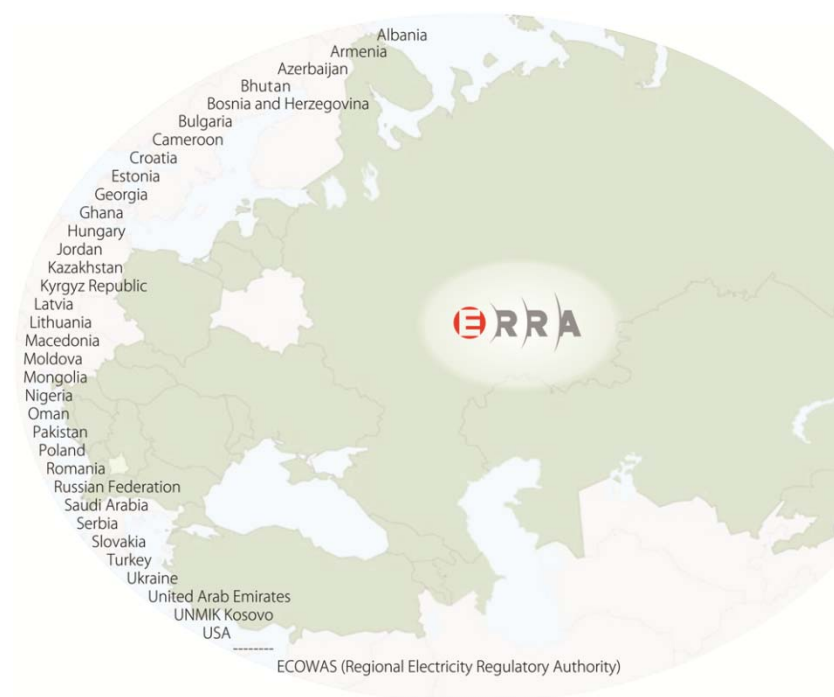 Albania
Armenia
Azerbaijan
Bhutan
Bosnia and Herzegovina
Bulgaria
Cameroon
Croatia
Estonia
Georgia
Ghana
Hungary
Jordan
Kazakhstan
Kyrgyz Republic
Latvia
Lithuania
Macedonia
Moldova
Mongolia
Nigeria
Oman
Pakistan
Poland
Romania
Russian Federation
Saudi Arabia
Serbia
Slovakia
Turkey
Ukraine
United Arab Emirates
UNMIK Kosovo
USA
--------
ECOWAS (Regional Electricity Regulatory Authority)
ERRA